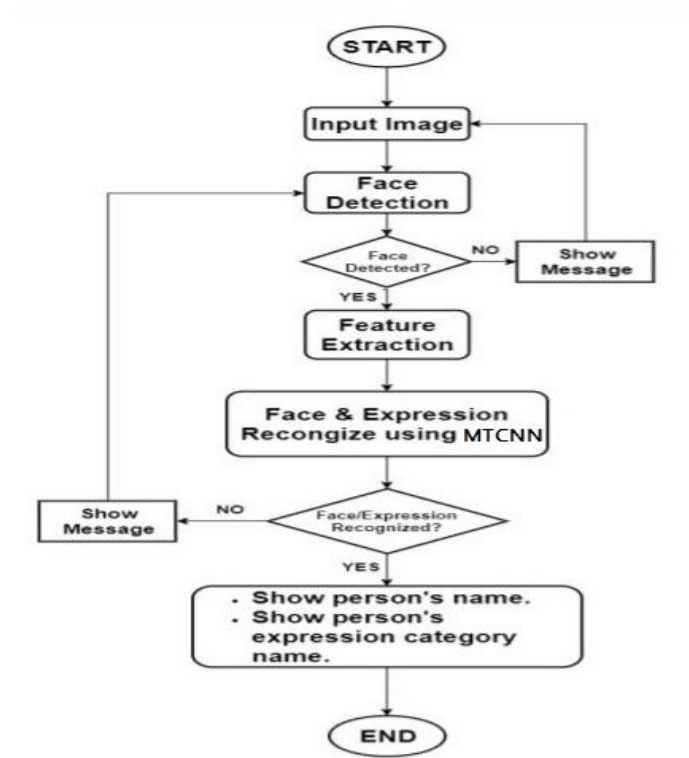 START
Input Image
Face
Detection
Face
Detected?
NO
Show
Message
YES
Feature
Extraction
Face & Expression
Recongize using MTCNN
Face/Expression
Recognized?
NO
Show
Message
YES
• Show person's name.
• Show person's
expression category
name.
END